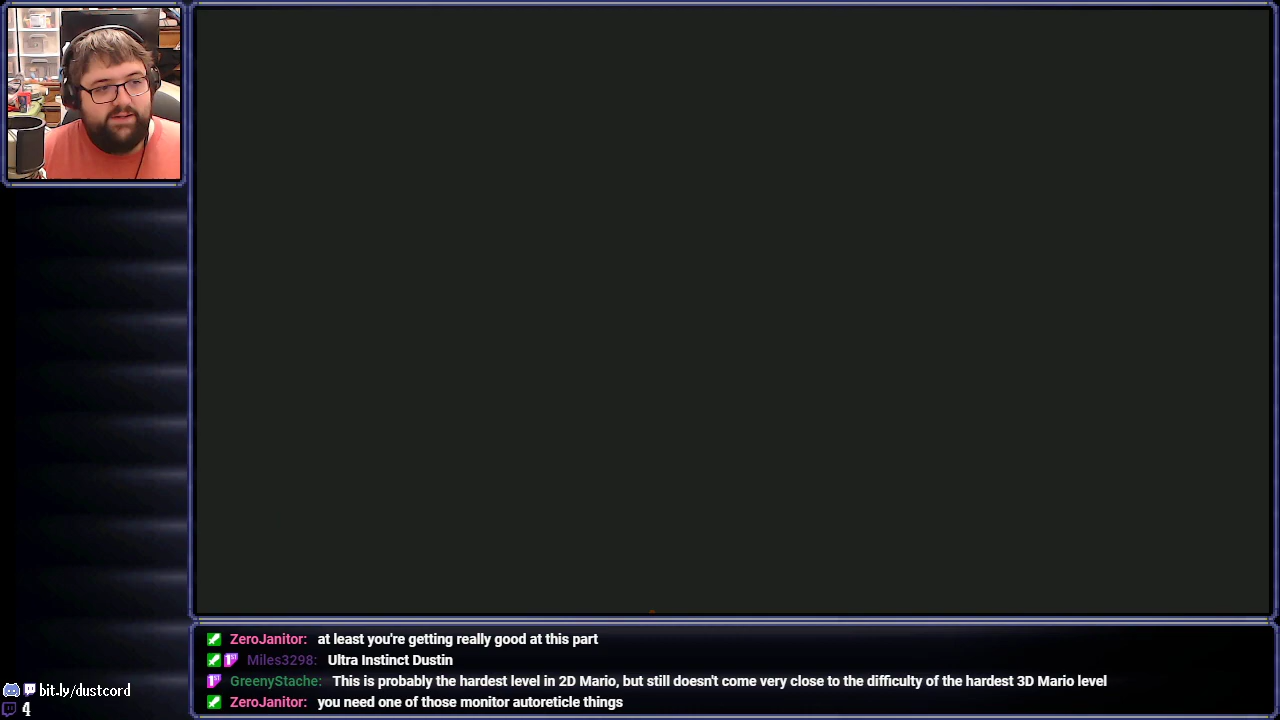 ZeroJanitor: at least you're getting really good at this part
1ST Miles3298: Ultra Instinct Dustin
1ST GreenyStache: This is probably the hardest level in 2D Mario, but still doesn't come very close to the difficulty of the hardest 3D Mario level
ZeroJanitor: you need one of those monitor autoreticle things
bit.ly/dustcord
4